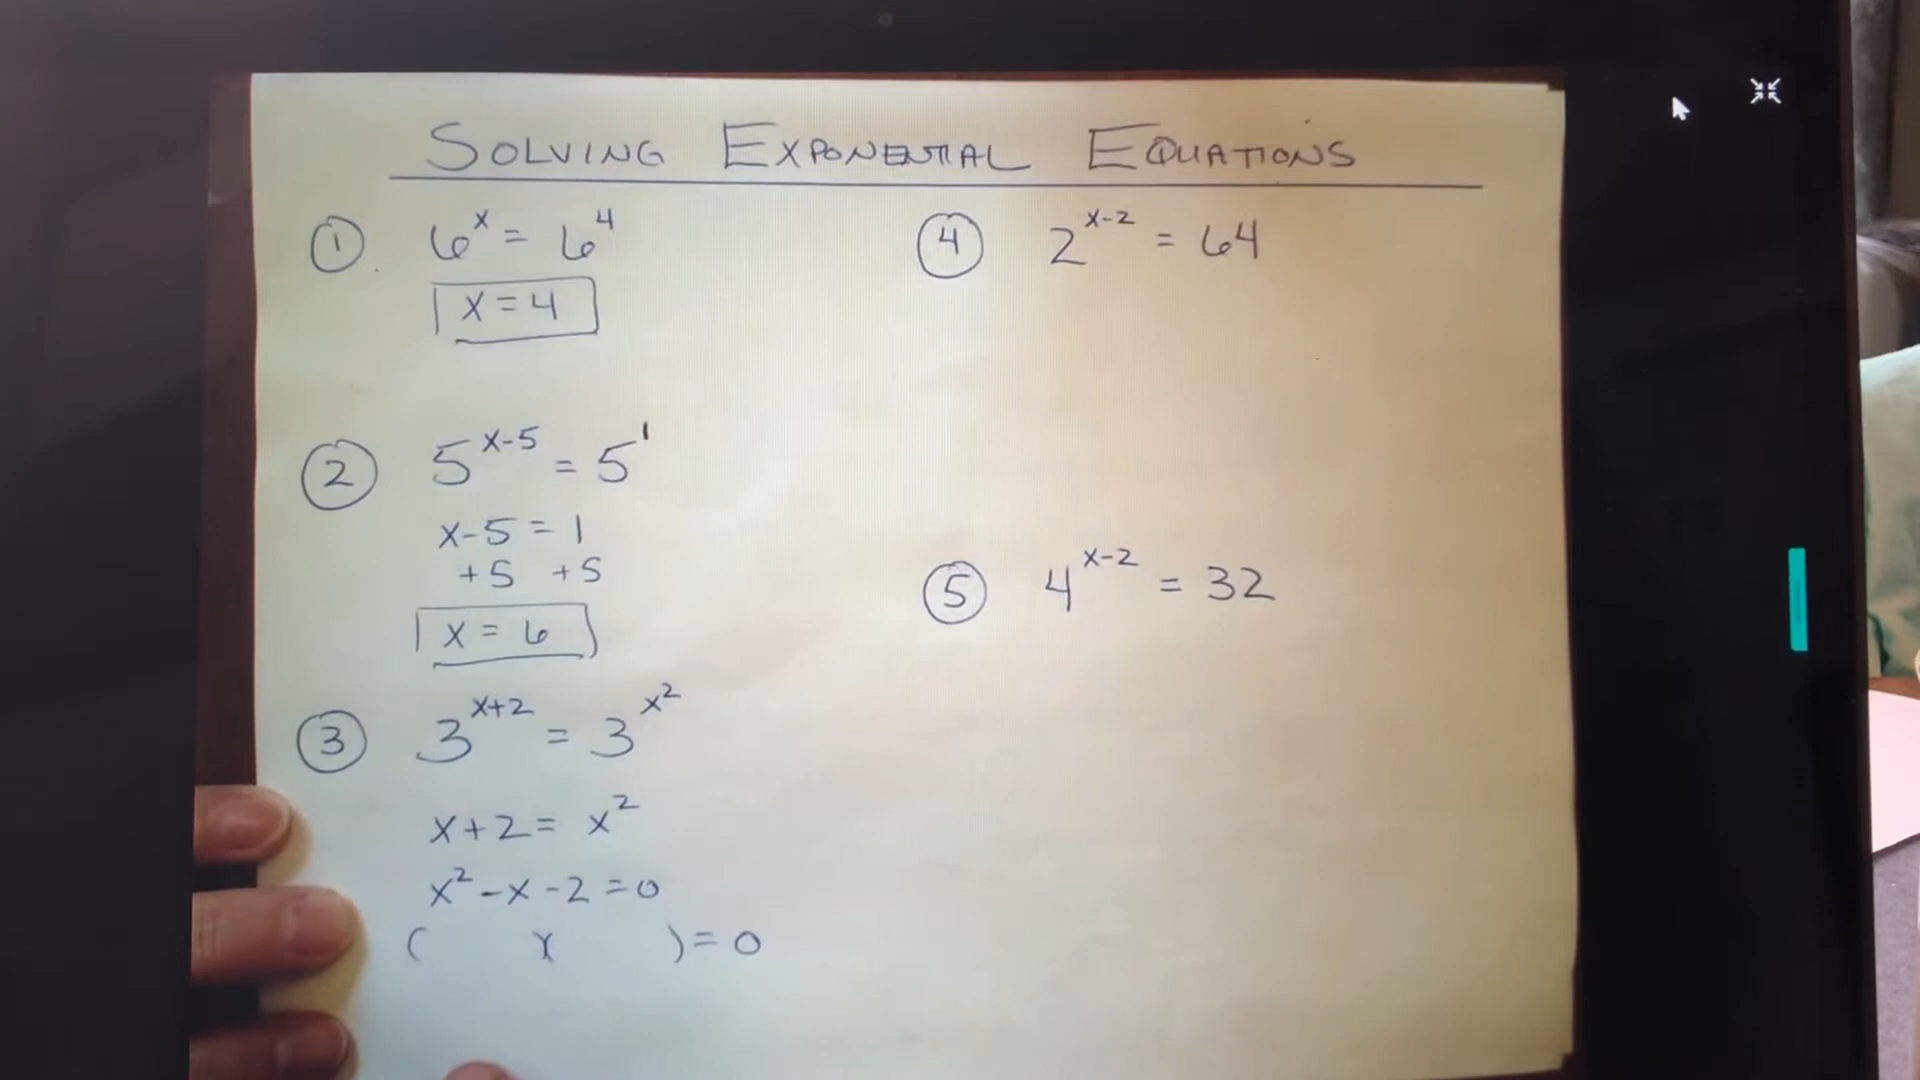 SOLVING EXPONENTIAL EQUATIONS
① 6^x = 6^4
x = 4
② 5^(x-5) = 5^1
x-5 = 1
+5 +5
x = 6
③ 3^(x+2) = 3^(x^2)
x+2 = x^2
x^2 -x -2 = 0
( )( ) = 0
④ 2^(x-2) = 64
⑤ 4^(x-2) = 32